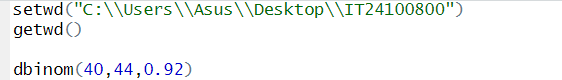 setwd("C:\\Users\\Asus\\Desktop\\IT24100800")
getwd()
dbinom(40,44,0.92)